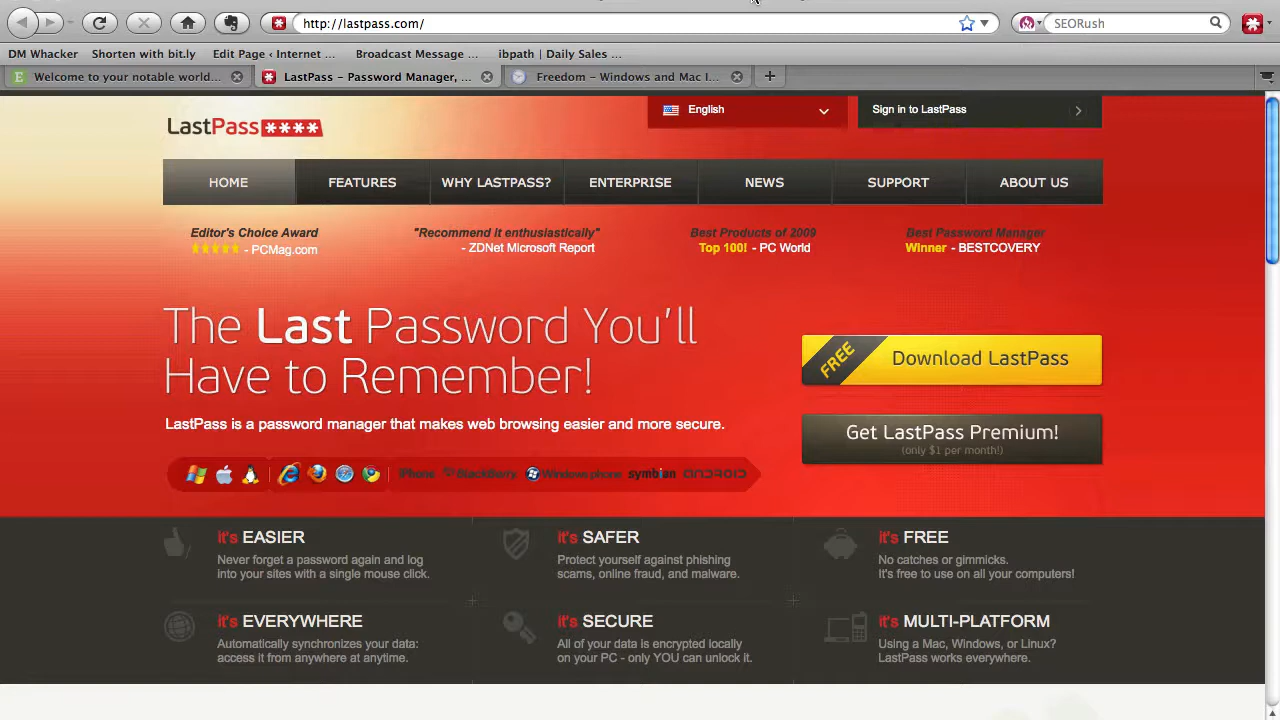 http://lastpass.com/
SEORush
DM Whacker
Shorten with bit.ly
Edit Page ‹ Internet ...
Broadcast Message ...
ibpath | Daily Sales ...
Welcome to your notable world...
LastPass – Password Manager, ...
Freedom – Windows and Mac I...
LastPass ****
English
Sign in to LastPass
HOME
FEATURES
WHY LASTPASS?
ENTERPRISE
NEWS
SUPPORT
ABOUT US
Editor's Choice Award
- PCMag.com
"Recommend it enthusiastically"
- ZDNet Microsoft Report
Best Products of 2009
Top 100! - PC World
Best Password Manager
Winner - BESTCOVERY
The Last Password You'll
Have to Remember!
LastPass is a password manager that makes web browsing easier and more secure.
FREE
Download LastPass
Get LastPass Premium!
(only $1 per month!)
iPhone
BlackBerry
Windows phone
symbian
ANDROID
it's EASIER
Never forget a password again and log
into your sites with a single mouse click.
it's SAFER
Protect yourself against phishing
scams, online fraud, and malware.
it's FREE
No catches or gimmicks.
It's free to use on all your computers!
it's EVERYWHERE
Automatically synchronizes your data:
access it from anywhere at anytime.
it's SECURE
All of your data is encrypted locally
on your PC - only YOU can unlock it.
it's MULTI-PLATFORM
Using a Mac, Windows, or Linux?
LastPass works everywhere.